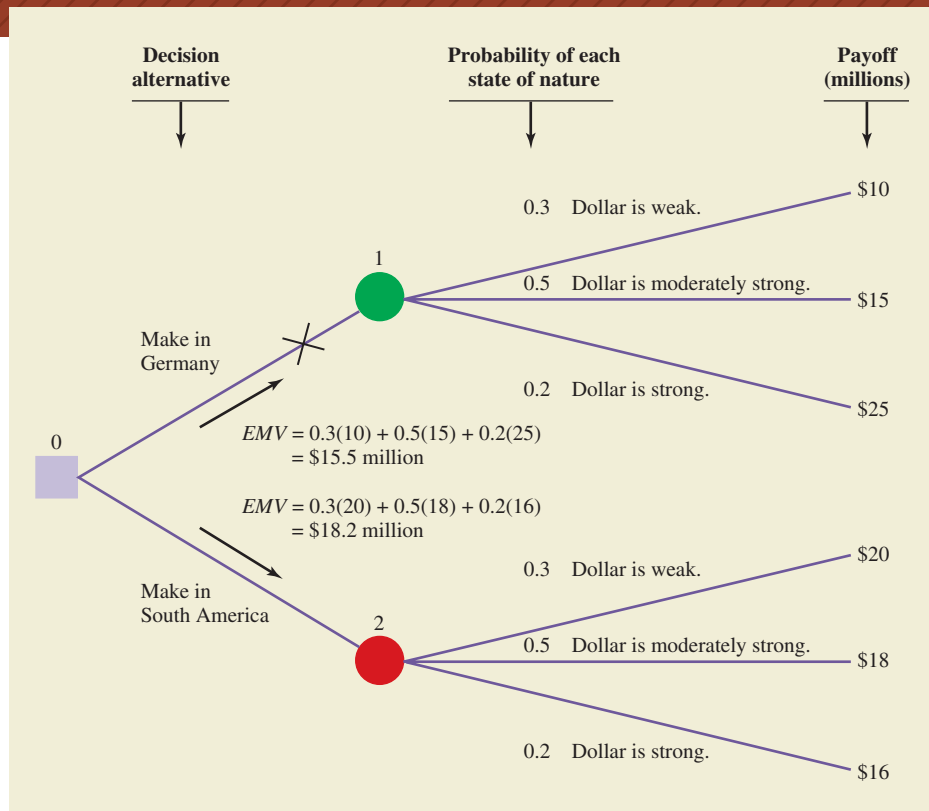 Decision
alternative
Probability of each
state of nature
Payoff
(millions)
$10
0.3 Dollar is weak.
1
0.5 Dollar is moderately strong.
$15
Make in
Germany
0.2 Dollar is strong.
$25
EMV = 0.3(10) + 0.5(15) + 0.2(25)
= $15.5 million
0
EMV = 0.3(20) + 0.5(18) + 0.2(16)
= $18.2 million
$20
0.3 Dollar is weak.
Make in
South America
2
0.5 Dollar is moderately strong.
$18
0.2 Dollar is strong.
$16